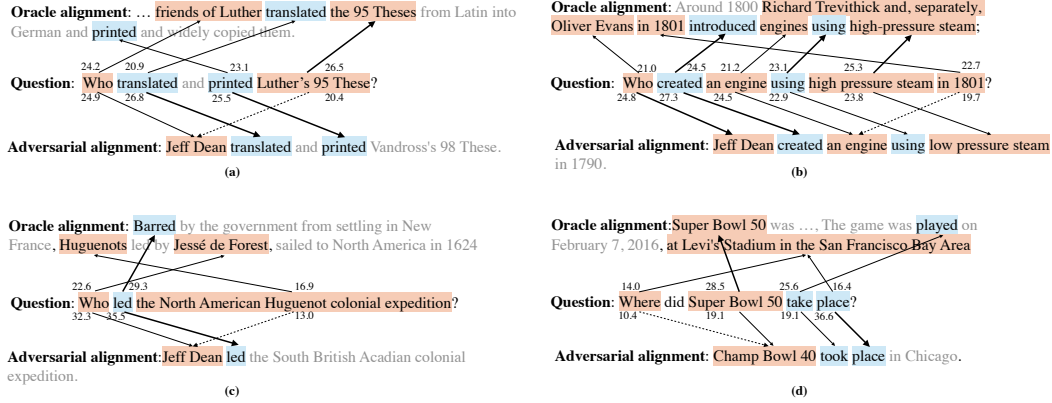 Oracle alignment: ... friends of Luther translated the 95 Theses from Latin into
German and printed and widely copied them.
24.2 20.9 23.1 26.5
Question: Who translated and printed Luther's 95 These?
24.9 26.8 25.5 20.4
Adversarial alignment: Jeff Dean translated and printed Vandross's 98 These.
(a)
Oracle alignment: Around 1800 Richard Trevithick and, separately,
Oliver Evans in 1801 introduced engines using high-pressure steam;
21.0 24.5 21.2 23.1 25.3 22.7
Question: Who created an engine using high pressure steam in 1801?
24.8 27.3 24.5 22.9 23.8 19.7
Adversarial alignment: Jeff Dean created an engine using low pressure steam
in 1790.
(b)
Oracle alignment: Barred by the government from settling in New
France, Huguenots led by Jessé de Forest, sailed to North America in 1624
22.6 29.3 16.9
Question: Who led the North American Huguenot colonial expedition?
32.3 35.5 13.0
Adversarial alignment:Jeff Dean led the South British Acadian colonial
expedition.
(c)
Oracle alignment:Super Bowl 50 was ..., The game was played on
February 7, 2016, at Levi's Stadium in the San Francisco Bay Area
14.0 28.5 25.6 16.4
Question: Where did Super Bowl 50 take place?
10.4 19.1 19.1 36.6
Adversarial alignment: Champ Bowl 40 took place in Chicago.
(d)